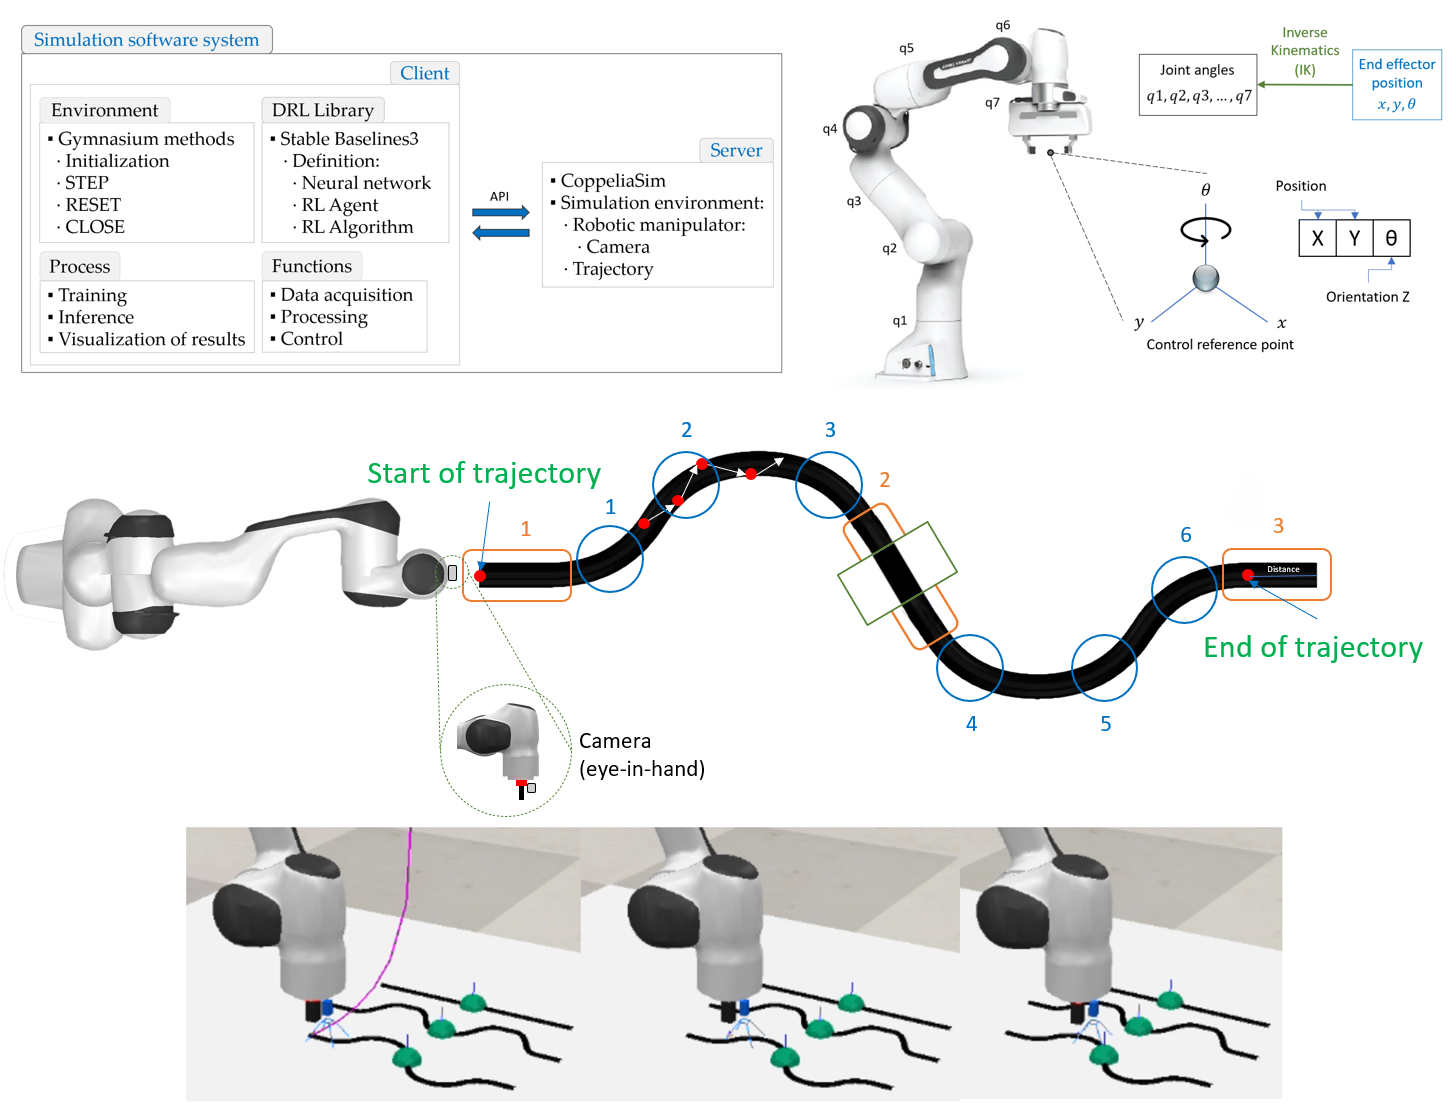 Simulation software system
Client
Environment
▪ Gymnasium methods
· Initialization
· STEP
· RESET
· CLOSE
DRL Library
▪ Stable Baselines3
· Definition:
· Neural network
· RL Agent
· RL Algorithm
Process
▪ Training
▪ Inference
▪ Visualization of results
Functions
▪ Data acquisition
▪ Processing
▪ Control
API
Server
▪ CoppeliaSim
▪ Simulation environment:
· Robotic manipulator:
· Camera
· Trajectory
q6
q5
q7
q4
q3
q2
q1
Joint angles
q1, q2, q3, ..., q7
Inverse
Kinematics
(IK)
End effector
position
x, y, θ
θ
y
x
Control reference point
Position
X Y θ
Orientation Z
Start of trajectory
1
1
2
3
2
4
5
6
3
Distance
End of trajectory
Camera
(eye-in-hand)